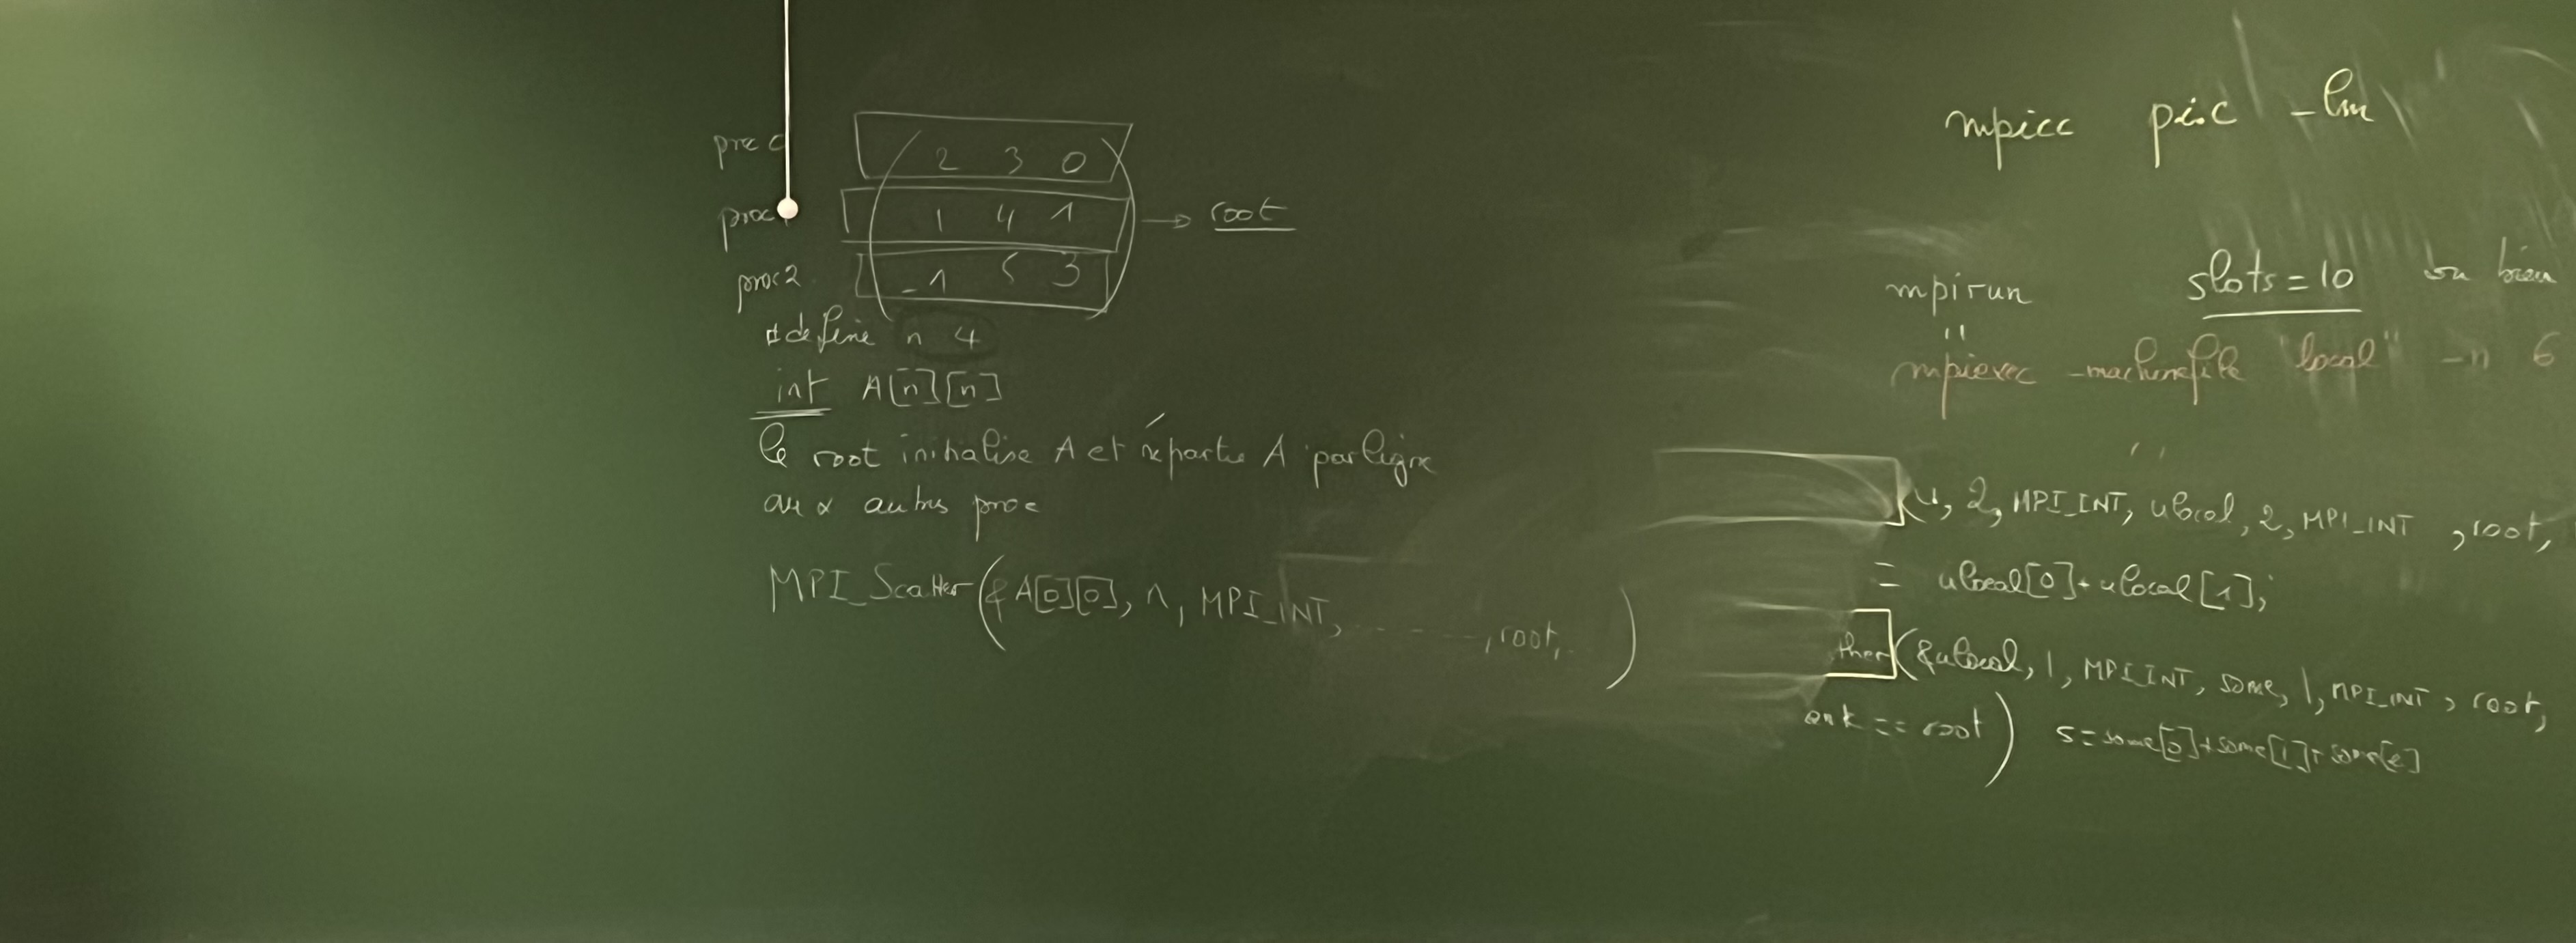 proc 2 3 0
proc 1 4 1 → root
proc2 -1 5 3
#define n 4
int A[n][n]
le root initialise A et répartie A par ligne
aux autres proc
MPI_Scatter(&A[0][0], n, MPI_INT, ... ..., root, ..)
mpicc pi.c -lm
mpirun slots=10 ou bien
"
mpiexec -machinefile "local" -n 6
(u, 2, MPI_INT, ulocal, 2, MPI_INT, root,
= ulocal[0]+ulocal[1];
ther(&ulocal, 1, MPI_INT, some, 1, MPI_INT, root,
ank == root) s=some[0]+some[1]+some[2]